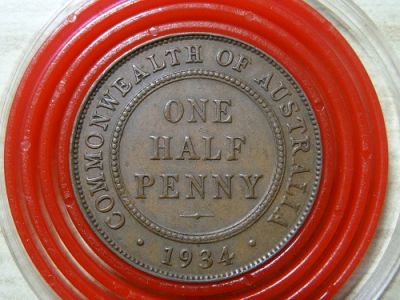 COMMONWEALTH OF AUSTRALIA
ONE
HALF
PENNY
· 1934 ·